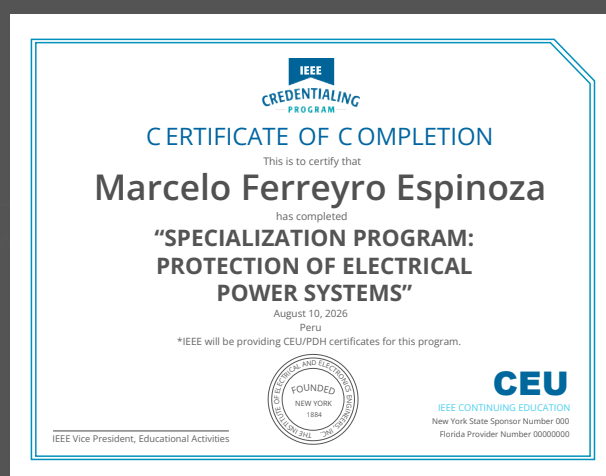 IEEE
CREDENTIALING
PROGRAM
CERTIFICATE OF COMPLETION
This is to certify that
Marcelo Ferreyro Espinoza
has completed
“SPECIALIZATION PROGRAM:
PROTECTION OF ELECTRICAL
POWER SYSTEMS”
August 10, 2026
Peru
*IEEE will be providing CEU/PDH certificates for this program.
THE INSTITUTE OF ELECTRICAL AND ELECTRONICS ENGINEERS, INC.
FOUNDED
NEW YORK
1884
CEU
IEEE CONTINUING EDUCATION
New York State Sponsor Number 000
Florida Provider Number 00000000
IEEE Vice President, Educational Activities